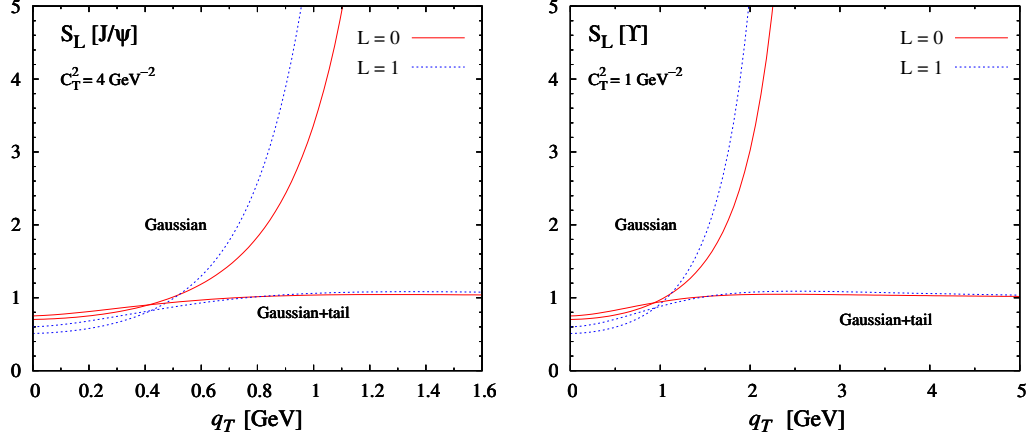 5
4
3
2
1
0
S_L [J/ψ]
C_T^2 = 4 GeV^−2
L = 0
L = 1
Gaussian
Gaussian+tail
0 0.2 0.4 0.6 0.8 1 1.2 1.4 1.6
q_T [GeV]
5
4
3
2
1
0
S_L [ϒ]
C_T^2 = 1 GeV^−2
L = 0
L = 1
Gaussian
Gaussian+tail
0 1 2 3 4 5
q_T [GeV]